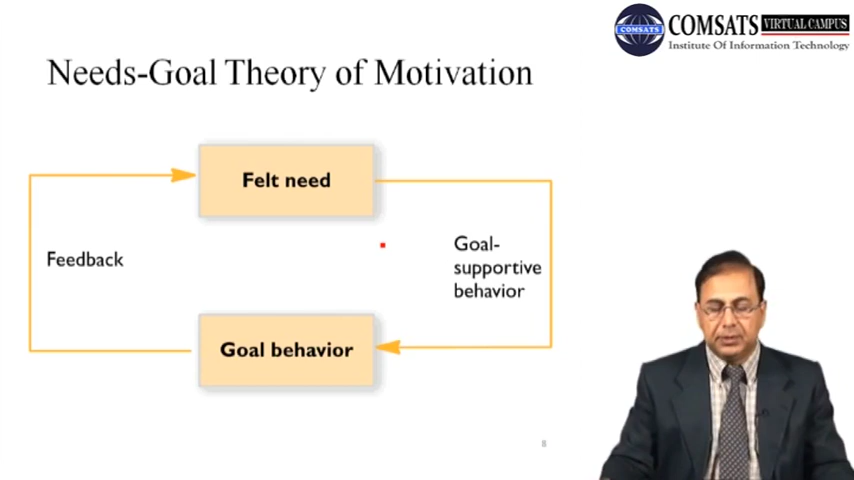 COMSATS
COMSATS VIRTUAL CAMPUS
Institute Of Information Technology
Needs-Goal Theory of Motivation
Felt need
Feedback
Goal-
supportive
behavior
Goal behavior
8